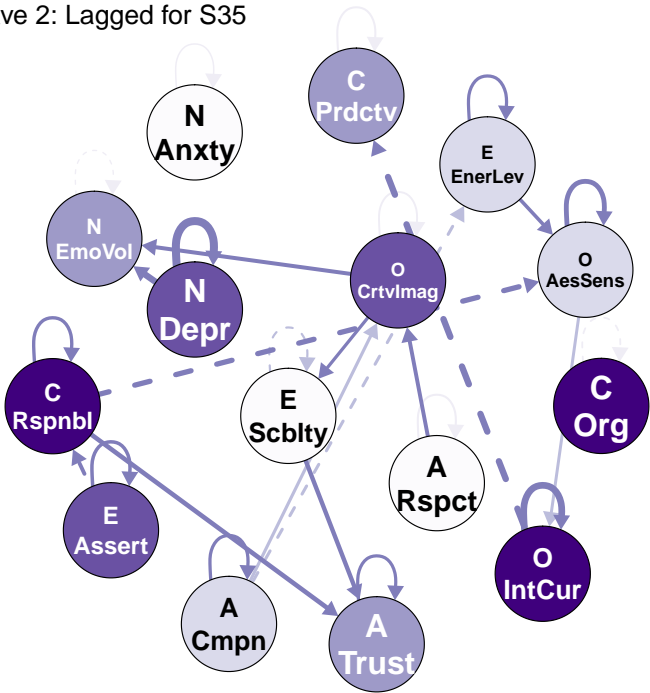 ve 2: Lagged for S35
C
Prdctv
N
Anxty
E
EnerLev
N
EmoVol
O
CrtvImag
O
AesSens
N
Depr
C
Rspnbl
E
Scblty
C
Org
A
Rspct
E
Assert
O
IntCur
A
Cmpn
A
Trust